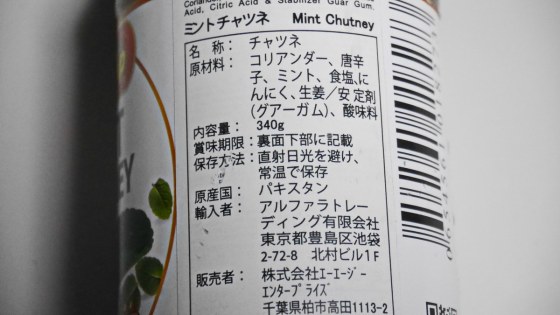 Acid, Citric Acid & Stabilizer Guar Gum.
ミントチャツネ Mint Chutney
名 称： チャツネ
原材料： コリアンダー、唐辛
子、ミント、食塩、に
んにく、生姜／安定剤
(グアーガム)、酸味料
内容量： 340g
賞味期限：裏面下部に記載
保存方法：直射日光を避け、
常温で保存
原産国： パキスタン
輸入者： アルファラトレー
ディング有限会社
東京都豊島区池袋
2-72-8 北村ビル1F
販売者： 株式会社エーエージー
エンタープライズ
千葉県柏市高田1113-2